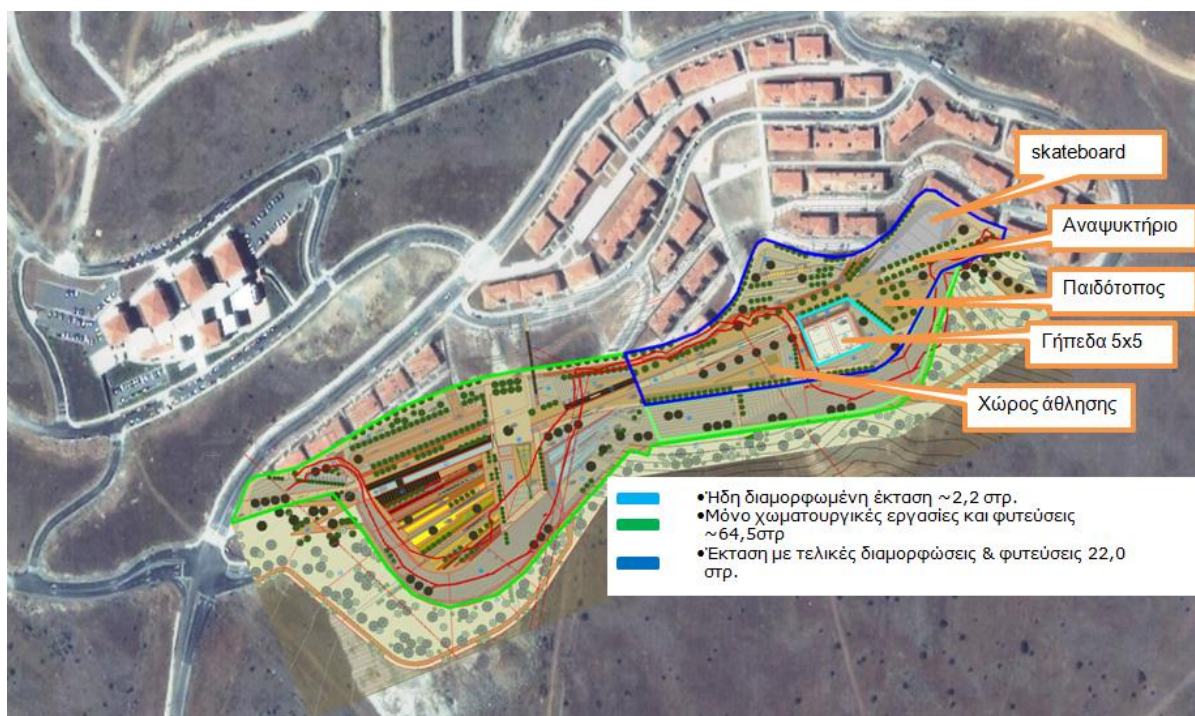 skateboard
Αναψυκτήριο
Παιδότοπος
Γήπεδα 5x5
Χώρος άθλησης
•Ήδη διαμορφωμένη έκταση ~2,2 στρ.
•Μόνο χωματουργικές εργασίες και φυτεύσεις
~64,5στρ
•Έκταση με τελικές διαμορφώσεις & φυτεύσεις 22,0
στρ.